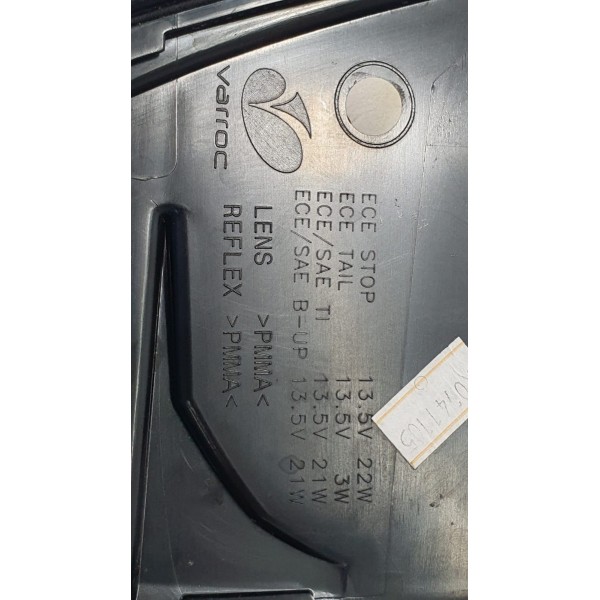 varroc
ECE STOP 13.5V 22W
ECE TAIL 13.5V 3W
ECE/SAE TI 13.5V 21W
ECE/SAE B-UP 13.5V 21W
LENS >PMMA<
REFLEX >PMMA<